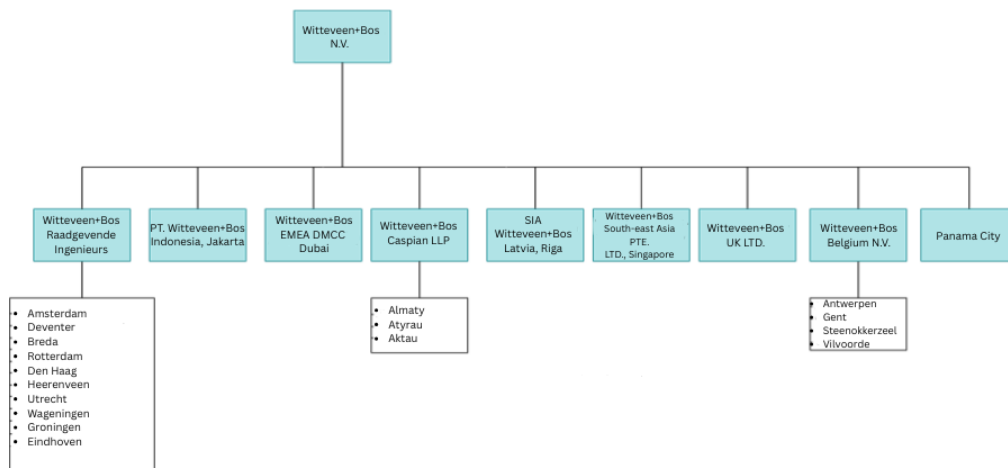 Witteveen+Bos
N.V.
Witteveen+Bos
Raadgevende
Ingenieurs
PT. Witteveen+Bos
Indonesia, Jakarta
Witteveen+Bos
EMEA DMCC
Dubai
Witteveen+Bos
Caspian LLP
SIA
Witteveen+Bos
Latvia, Riga
Witteveen+Bos
South-east Asia
PTE.
LTD., Singapore
Witteveen+Bos
UK LTD.
Witteveen+Bos
Belgium N.V.
Panama City
Amsterdam
Deventer
Breda
Rotterdam
Den Haag
Heerenveen
Utrecht
Wageningen
Groningen
Eindhoven
Almaty
Atyrau
Aktau
Antwerpen
Gent
Steenokkerzeel
Vilvoorde